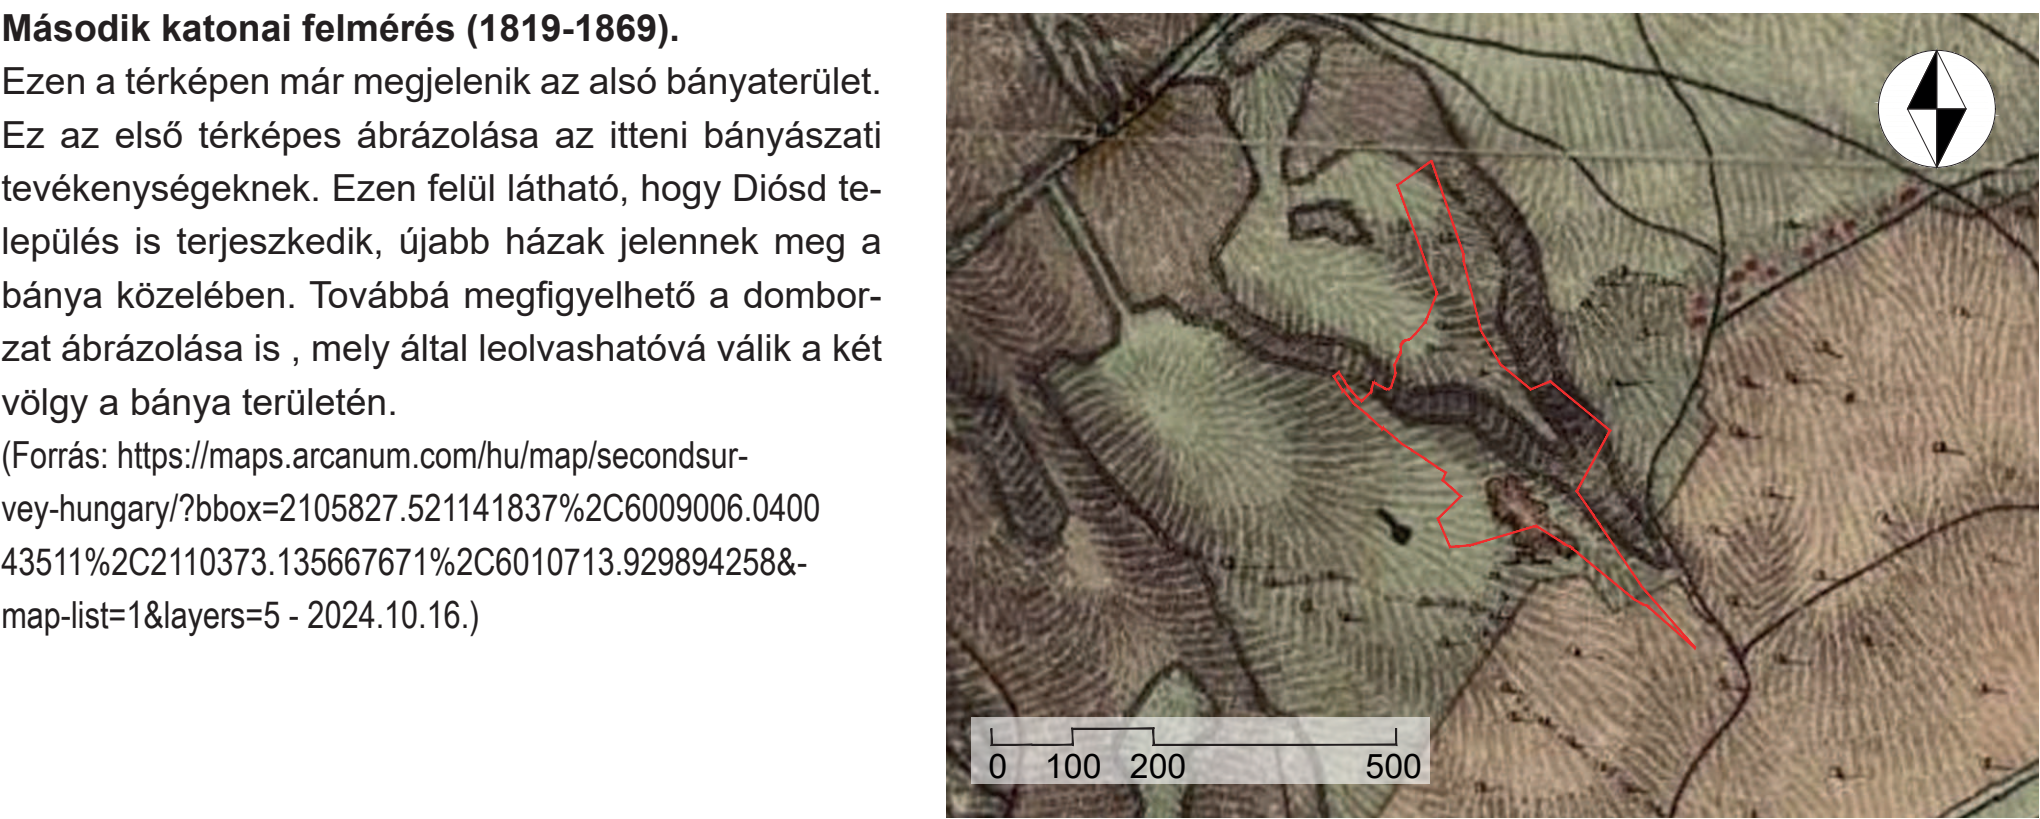 Második katonai felmérés (1819-1869).
Ezen a térképen már megjelenik az alsó bányaterület.
Ez az első térképes ábrázolása az itteni bányászati
tevékenységeknek. Ezen felül látható, hogy Diósd te-
lepülés is terjeszkedik, újabb házak jelennek meg a
bánya közelében. Továbbá megfigyelhető a dombor-
zat ábrázolása is , mely által leolvashatóvá válik a két
völgy a bánya területén.
(Forrás: https://maps.arcanum.com/hu/map/secondsur-
vey-hungary/?bbox=2105827.521141837%2C6009006.0400
43511%2C2110373.135667671%2C6010713.929894258&-
map-list=1&layers=5 - 2024.10.16.)
0 100 200 500